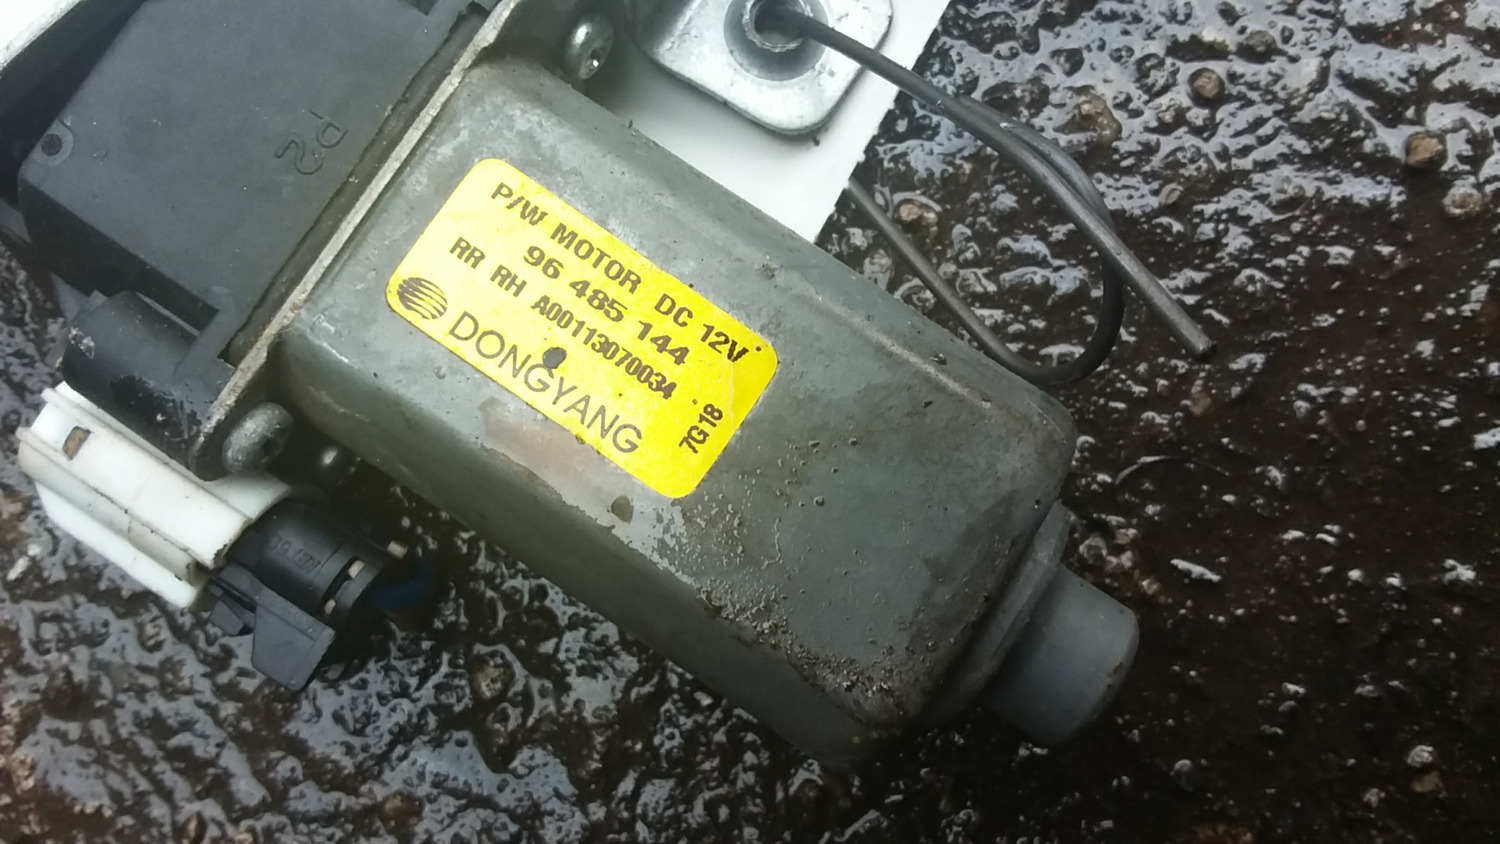 P/W MOTOR DC 12V
96 485 144
RR RH A00113070034
DONGYANG
7G18
P2